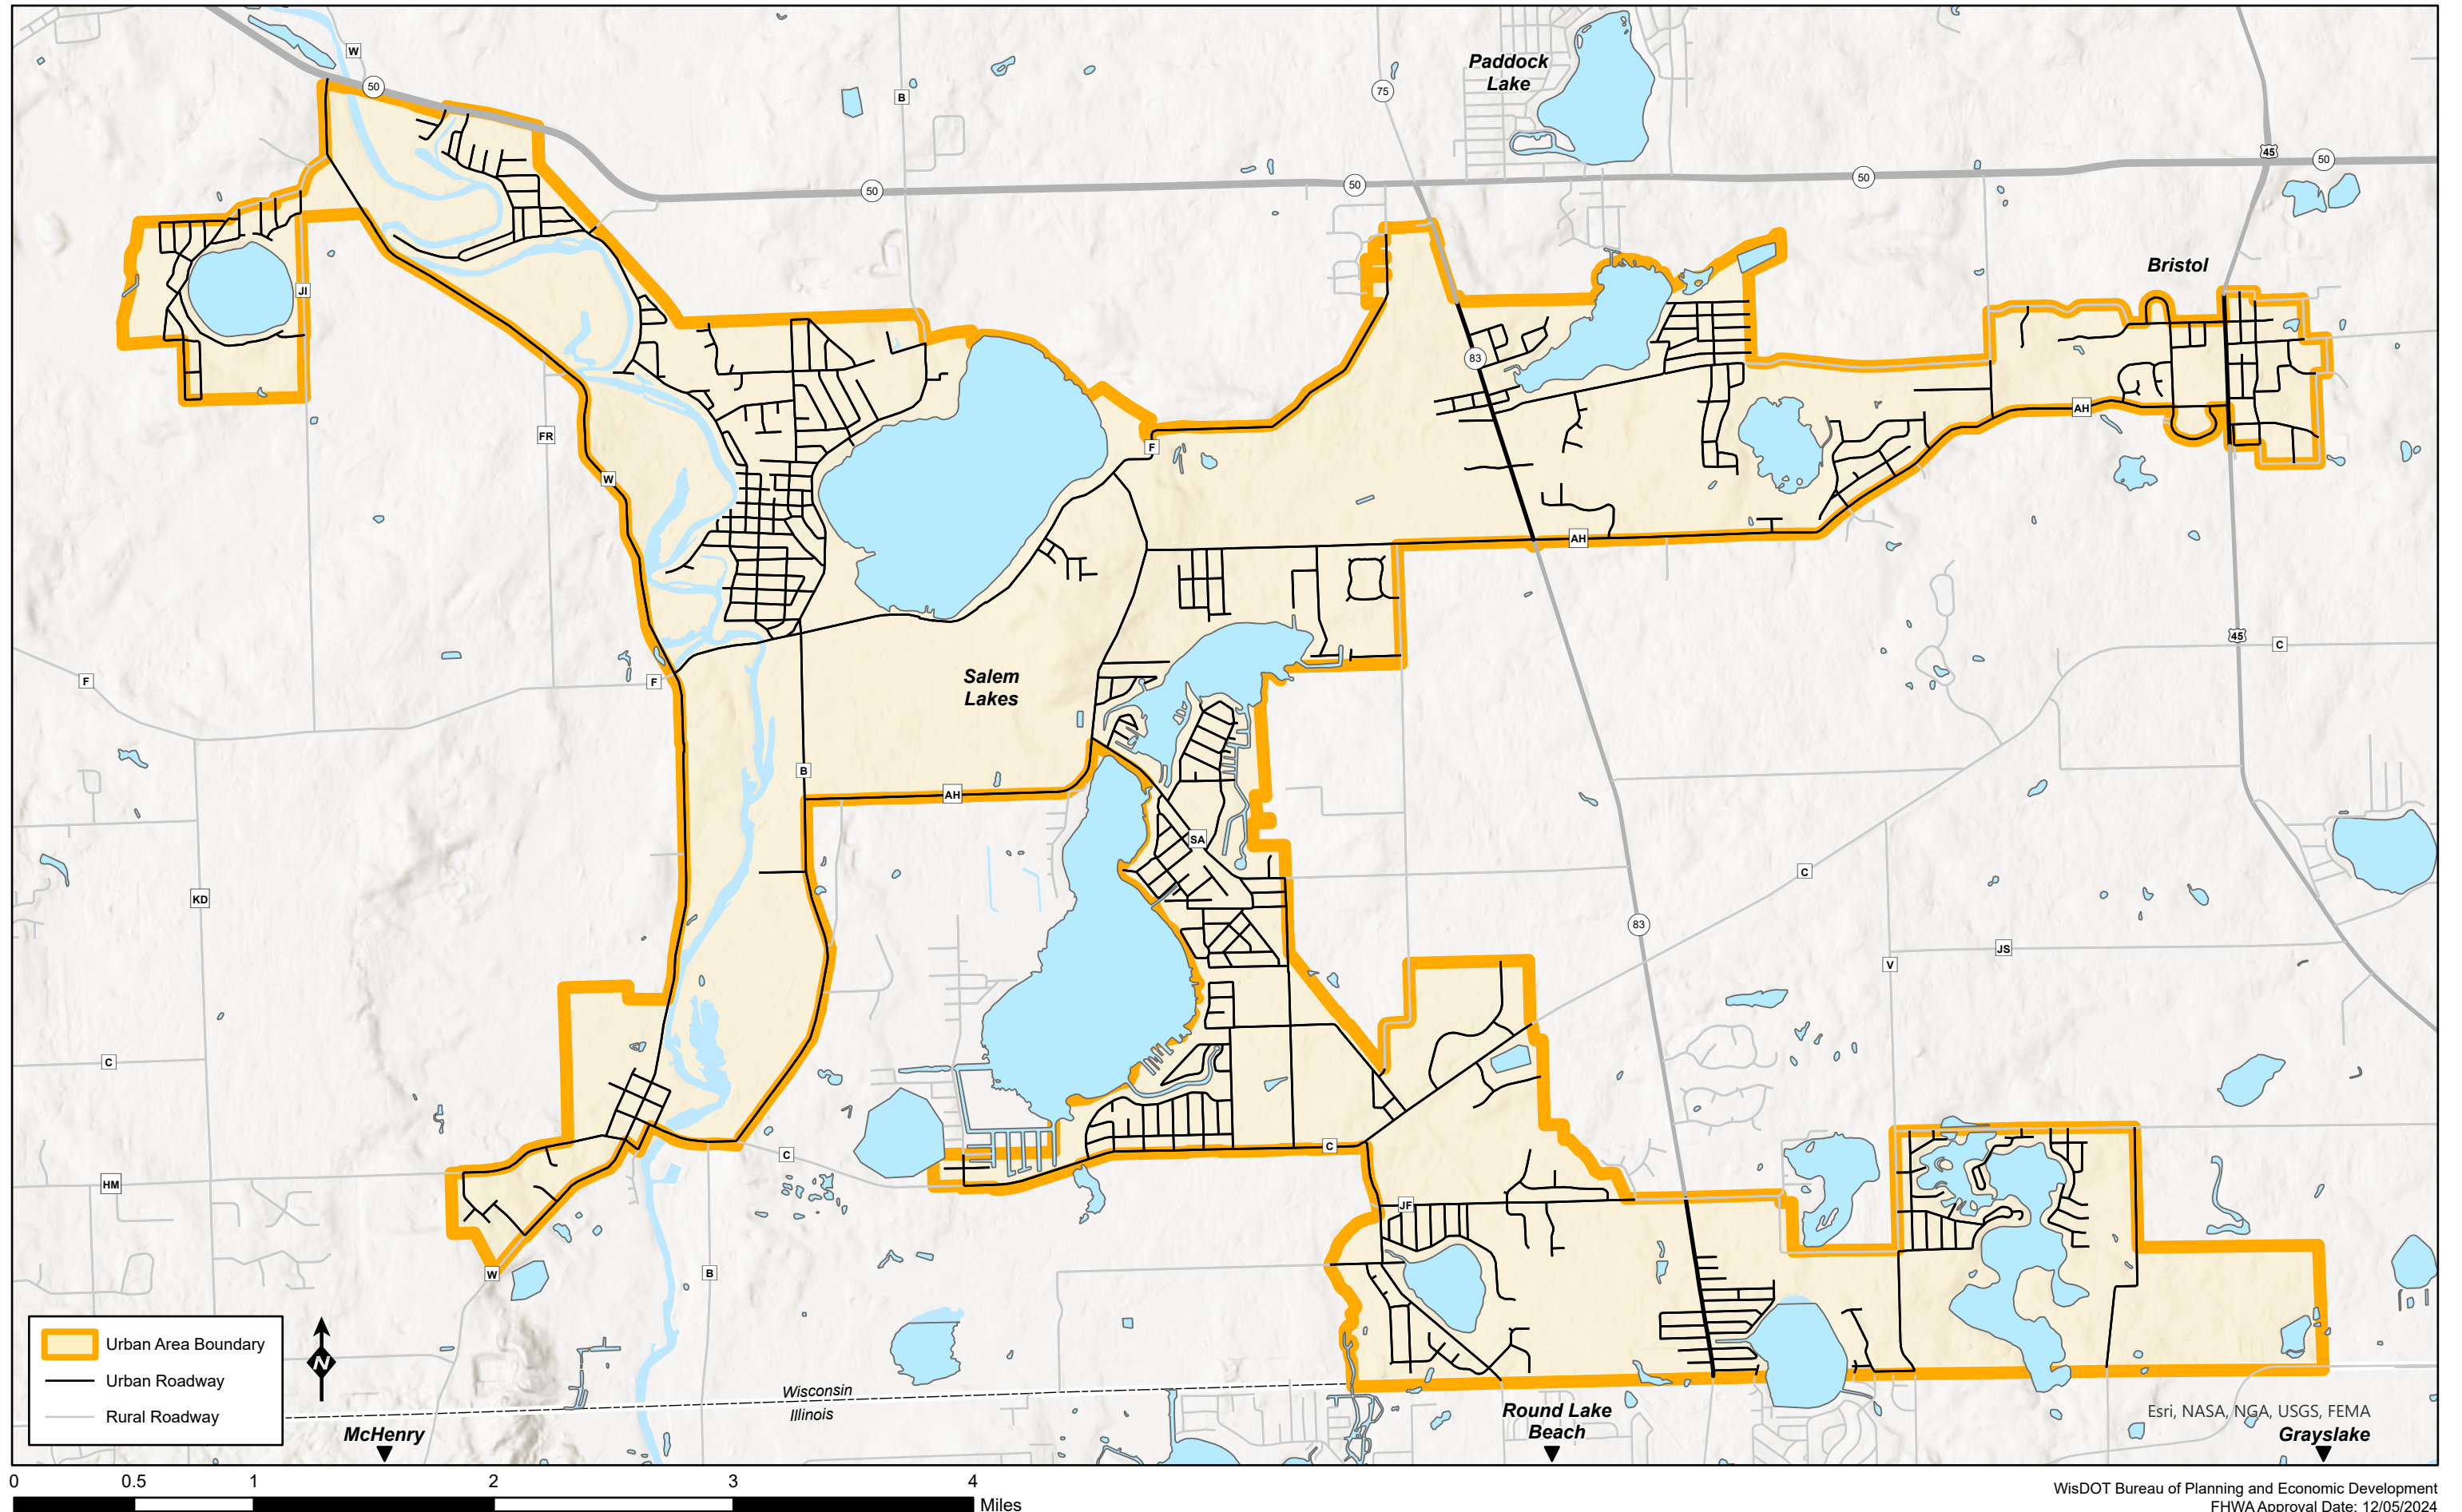 W
50
B
75
Paddock
Lake
45
50
50
50
50
Bristol
JI
83
AH
F
FR
W
AH
45
C
F
F
Salem
Lakes
B
AH
SA
C
KD
83
JS
V
C
C
C
HM
JF
W
B
Urban Area Boundary
Urban Roadway
Rural Roadway
N
Wisconsin
Illinois
McHenry
Round Lake
Beach
Esri, NASA, NGA, USGS, FEMA
Grayslake
0 0.5 1 2 3 4
Miles
WisDOT Bureau of Planning and Economic Development
FHWA Approval Date: 12/05/2024